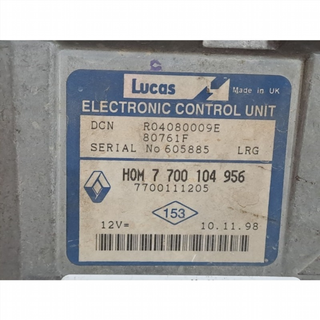 Lucas Made in UK
ELECTRONIC CONTROL UNIT
DCN R04080009E
80761F
SERIAL No 605885 LRG
HOM 7 700 104 956
7700111205
153
12V= 10.11.98